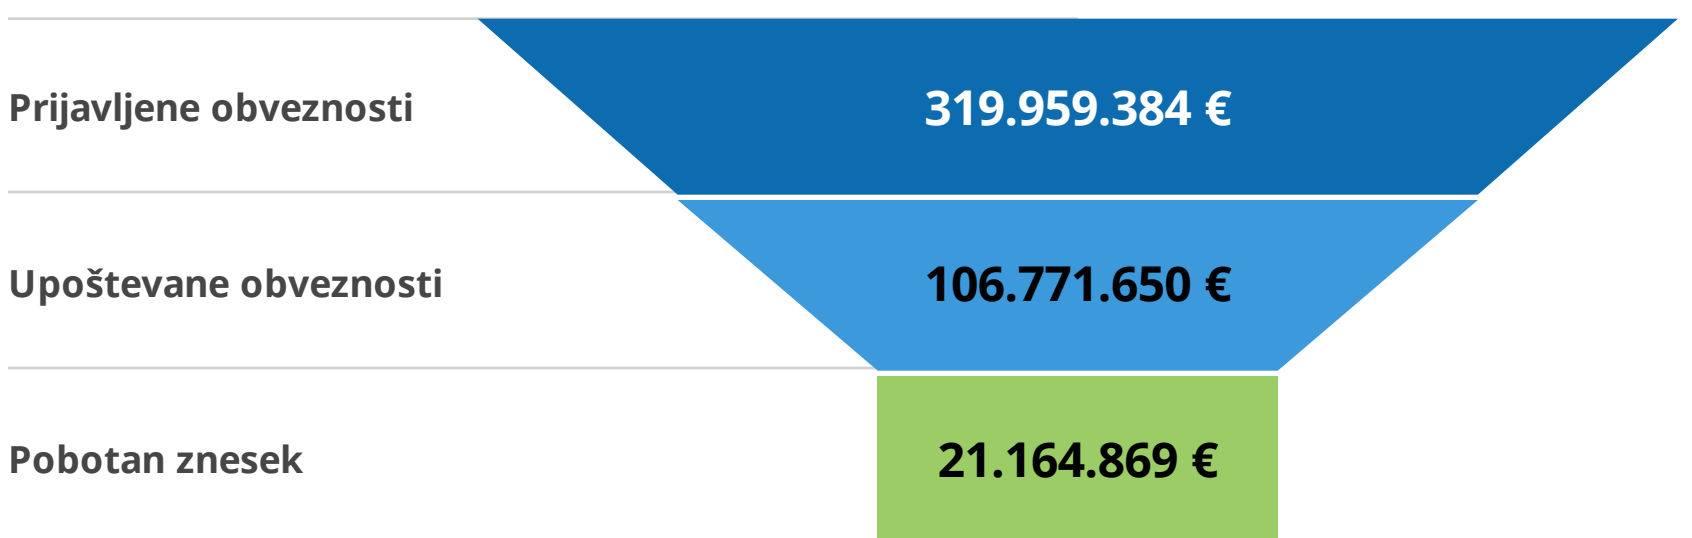 Prijavljene obveznosti
319.959.384 €
Upoštevane obveznosti
106.771.650 €
Pobotan znesek
21.164.869 €